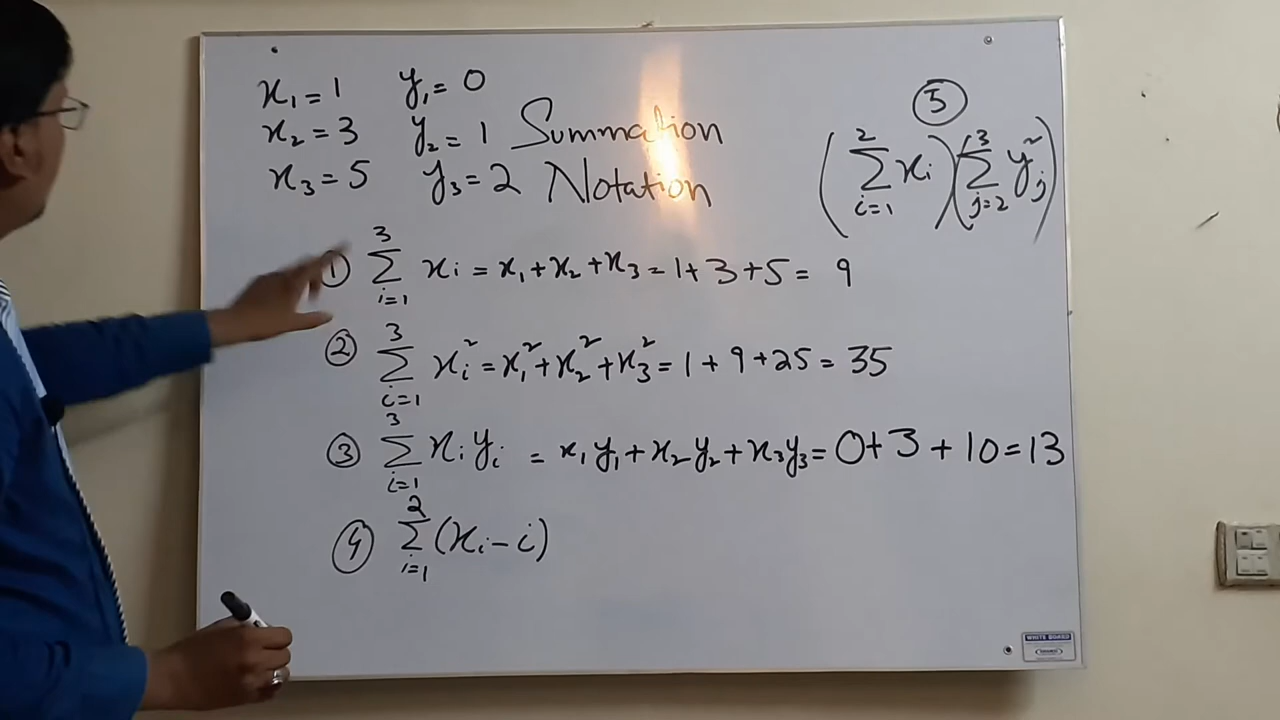 x₁ = 1 y₁ = 0
x₂ = 3 y₂ = 1 Summation
x₃ = 5 y₃ = 2 Notation
⑤
(∑_{i=1}^{2} xᵢ)(∑_{j=2}^{3} yⱼ²)
① ∑_{i=1}^{3} xᵢ = x₁ + x₂ + x₃ = 1 + 3 + 5 = 9
② ∑_{i=1}^{3} xᵢ² = x₁² + x₂² + x₃² = 1 + 9 + 25 = 35
③ ∑_{i=1}^{3} xᵢyᵢ = x₁y₁ + x₂y₂ + x₃y₃ = 0 + 3 + 10 = 13
④ ∑_{i=1}^{2} (xᵢ − i)
WHITE BOARD